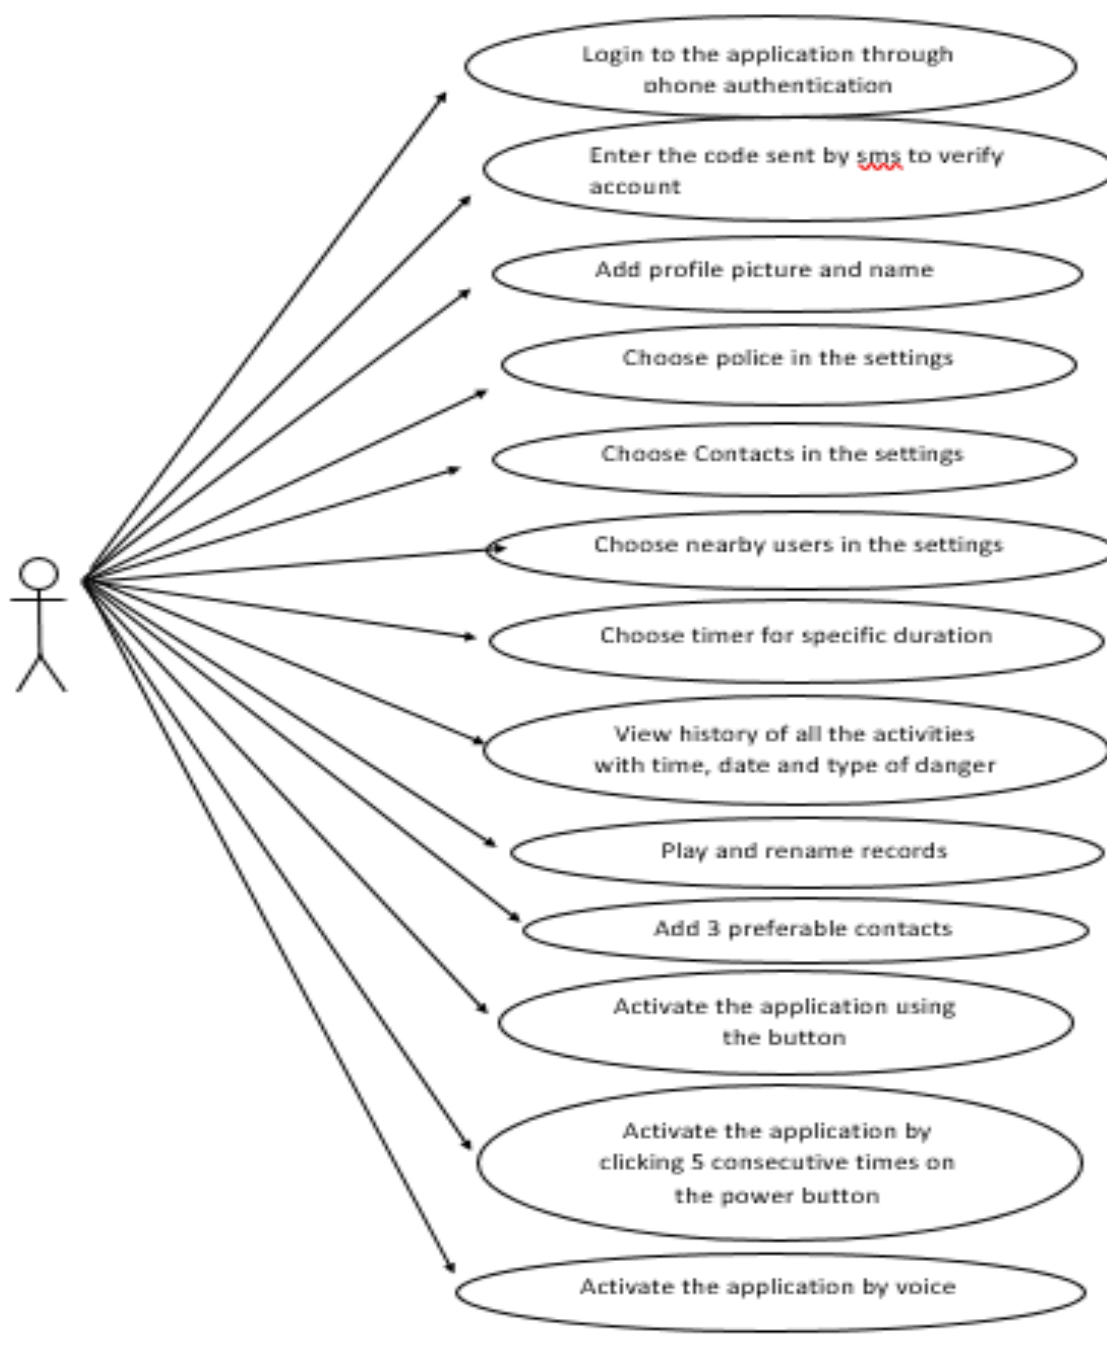 Login to the application through
phone authentication
Enter the code sent by sms to verify
account
Add profile picture and name
Choose police in the settings
Choose Contacts in the settings
Choose nearby users in the settings
Choose timer for specific duration
View history of all the activities
with time, date and type of danger
Play and rename records
Add 3 preferable contacts
Activate the application using
the button
Activate the application by
clicking 5 consecutive times on
the power button
Activate the application by voice